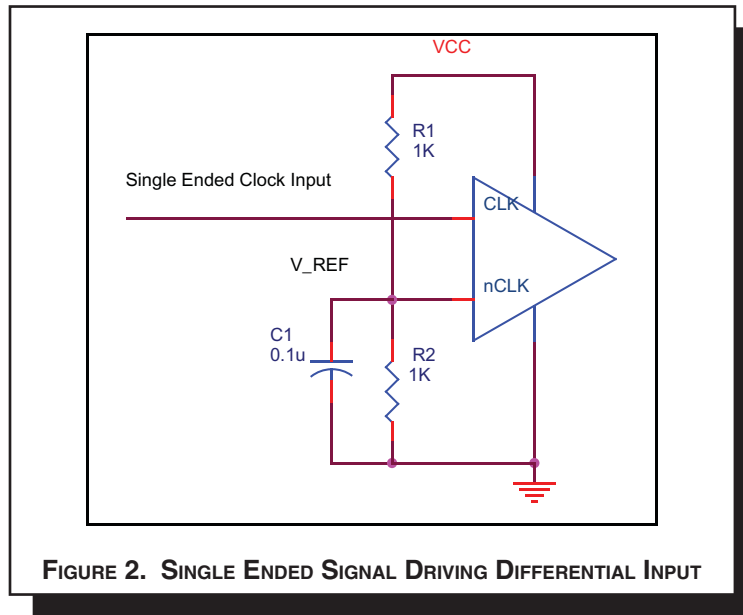 VCC
R1
1K
Single Ended Clock Input
CLK
V_REF
nCLK
C1
0.1u
R2
1K
FIGURE 2. SINGLE ENDED SIGNAL DRIVING DIFFERENTIAL INPUT